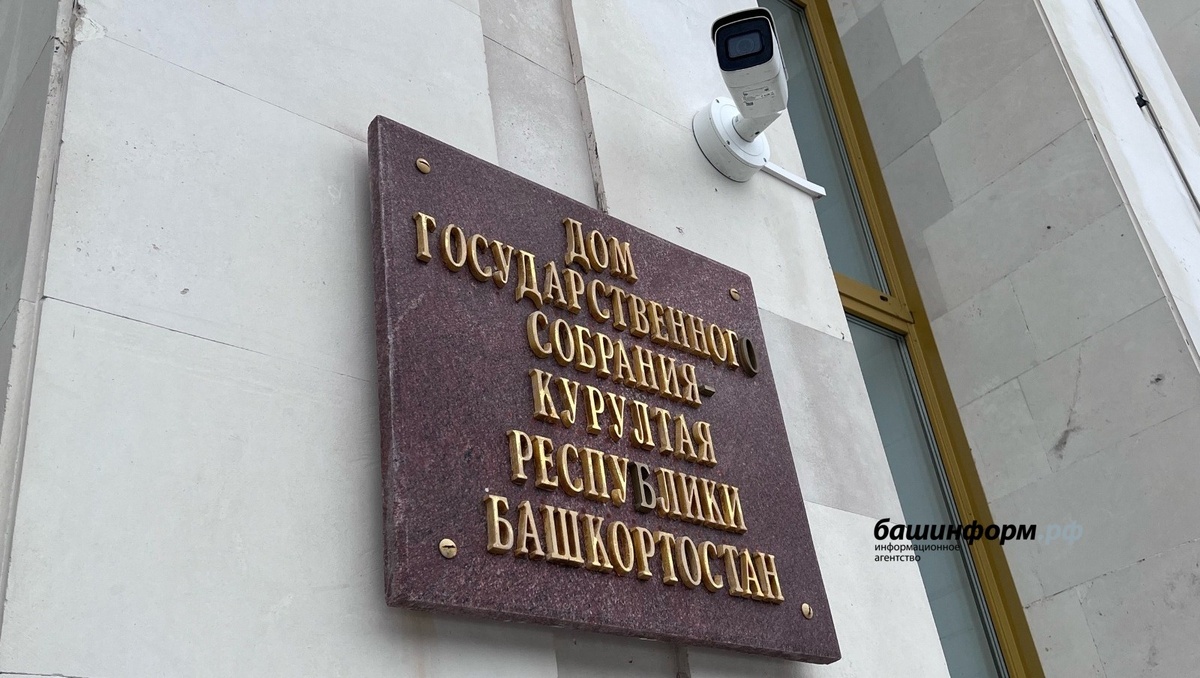 ДОМ
ГОСУДАРСТВЕННОГО
СОБРАНИЯ-
КУРУЛТАЯ
РЕСПУБЛИКИ
БАШКОРТОСТАН
башинформ.рф
информационное
агентство